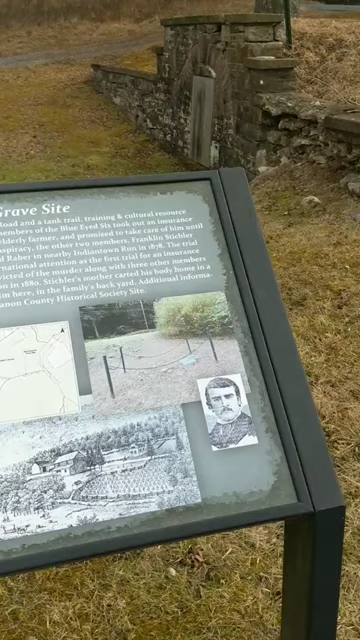 Grave Site
Road and a tank trail, training & cultural resource
members of the Blue Eyed Six took out an insurance
elderly farmer, and promised to take care of him until
nspiracy, the other two members, Franklin Stichler
d Raber in nearby Indiantown Run in 1878. The trial
rnational attention as the first trial for an insurance
victed of the murder along with three other members
on in 1880. Stichler's mother carted his body home in a
im here, in the family's back yard. Additional informa-
anon County Historical Society Site.